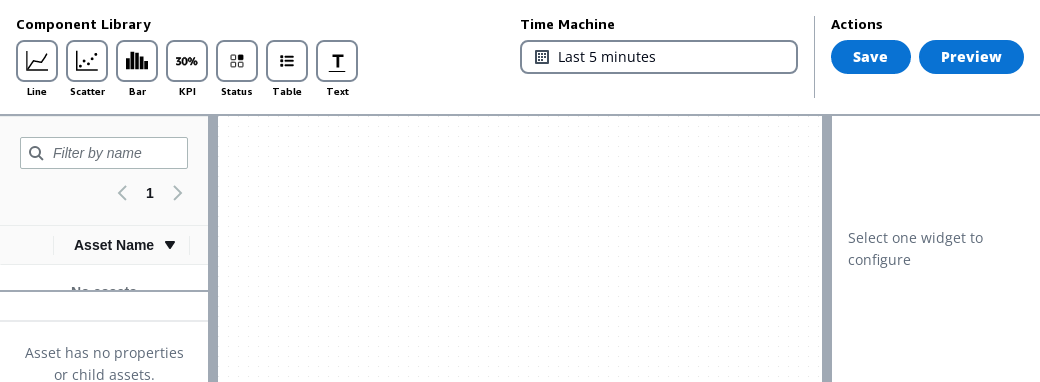 Component Library
Time Machine
Actions
30%
T
Last 5 minutes
Save
Preview
Line
Scatter
Bar
KPI
Status
Table
Text
Filter by name
1
Asset Name
No assets
Select one widget to
configure
Asset has no properties
or child assets.